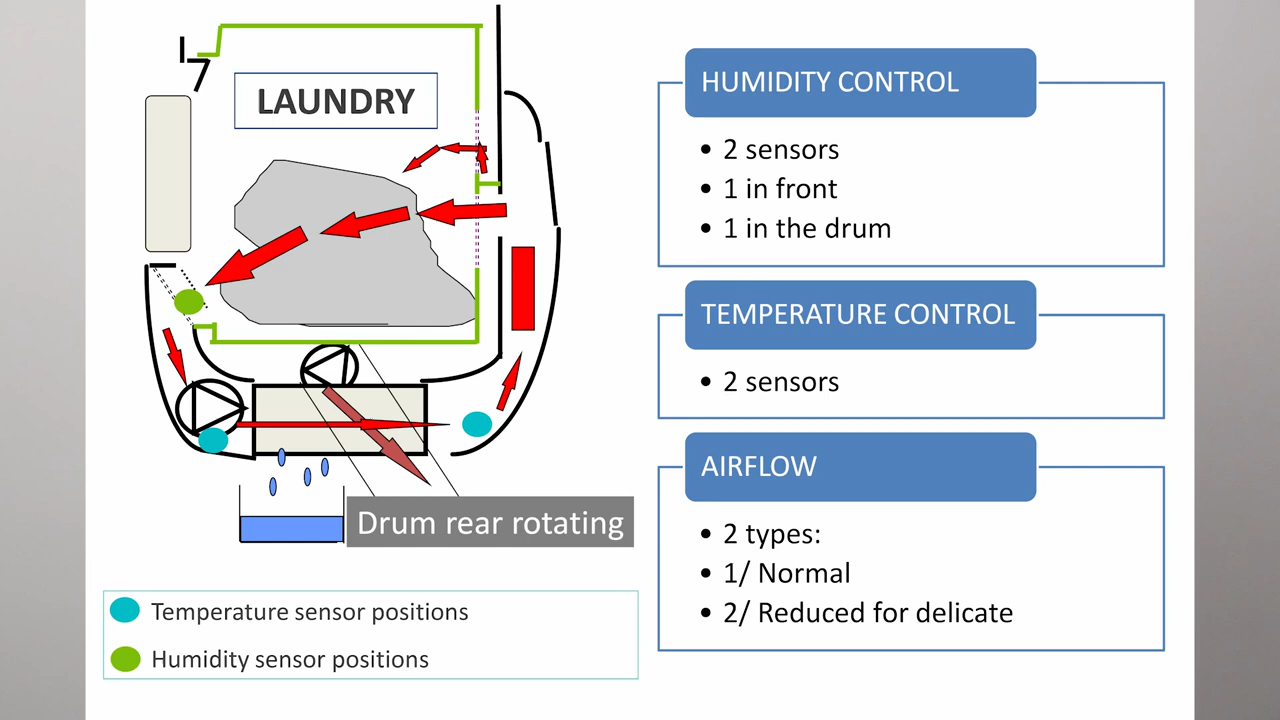 LAUNDRY
Drum rear rotating
Temperature sensor positions
Humidity sensor positions
HUMIDITY CONTROL
• 2 sensors
• 1 in front
• 1 in the drum
TEMPERATURE CONTROL
• 2 sensors
AIRFLOW
• 2 types:
• 1/ Normal
• 2/ Reduced for delicate